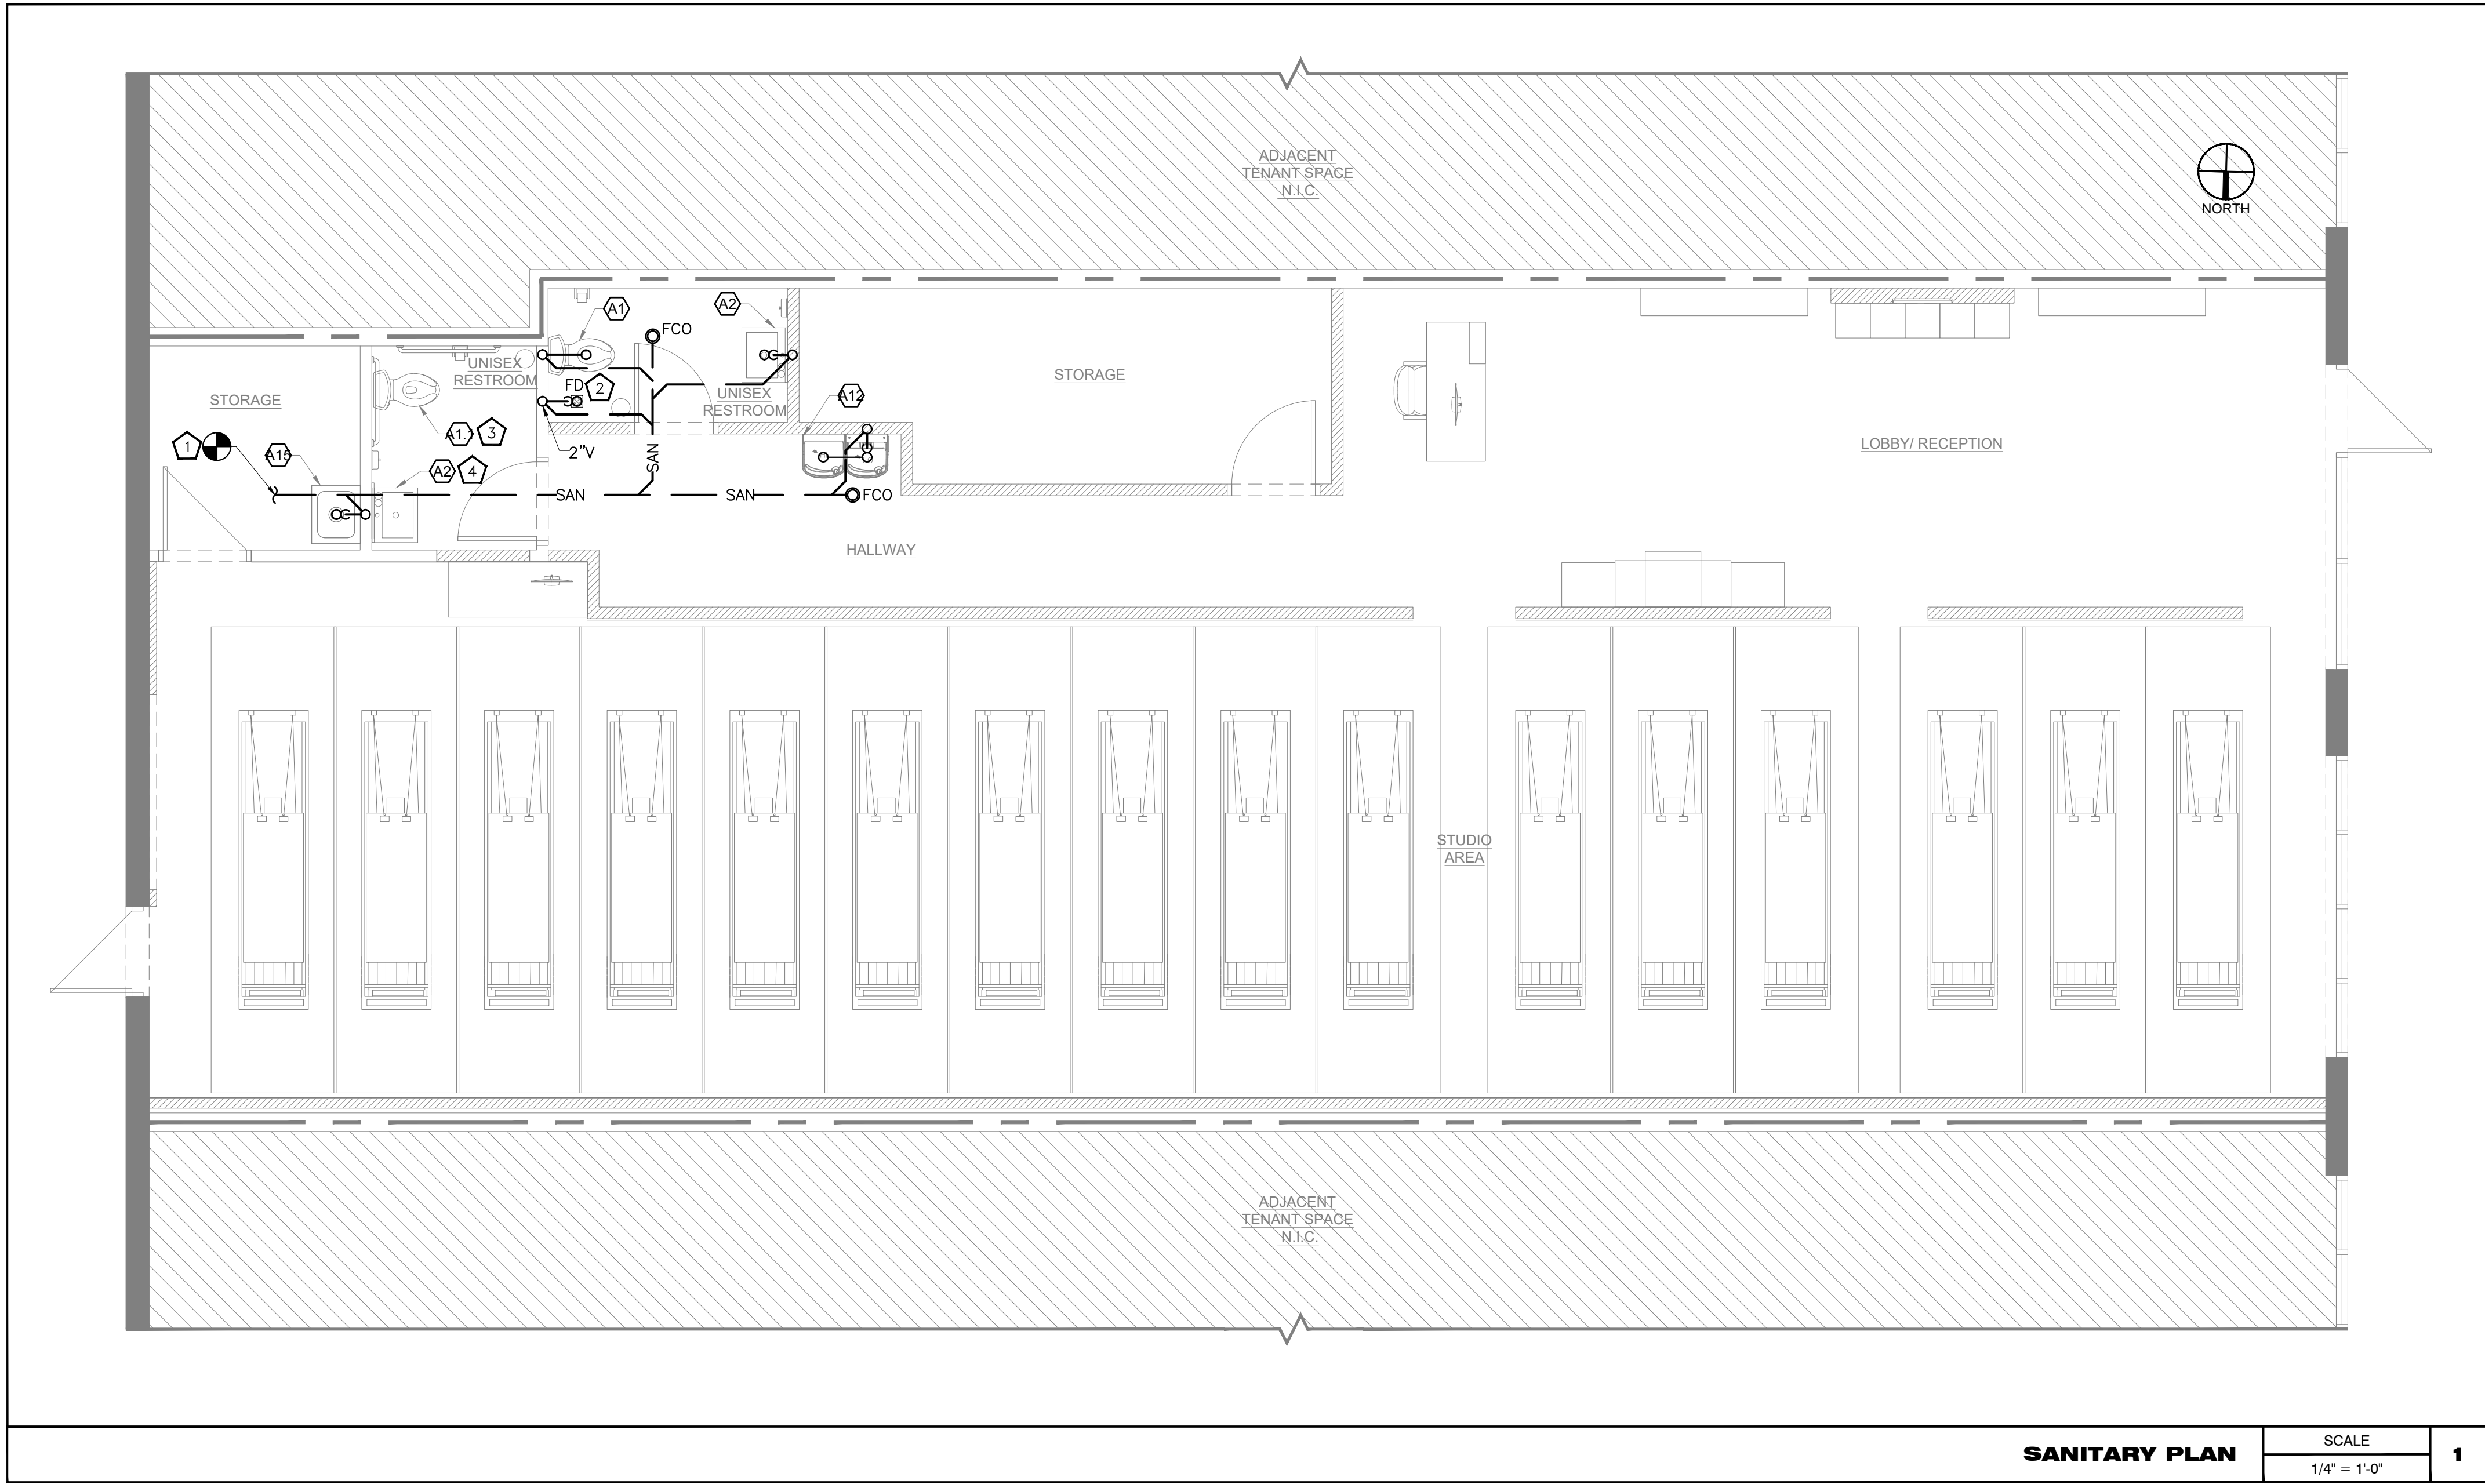 ADJACENT
TENANT SPACE
N.I.C.
NORTH
A1
A2
FCO
UNISEX
RESTROOM
FD
2
UNISEX
RESTROOM
STORAGE
A12
STORAGE
1
A15
A1.1
3
A2
4
2"V
SAN
LOBBY/ RECEPTION
SAN
SAN
FCO
HALLWAY
STUDIO
AREA
ADJACENT
TENANT SPACE
N.I.C.
SANITARY PLAN
SCALE
1/4" = 1'-0"
1